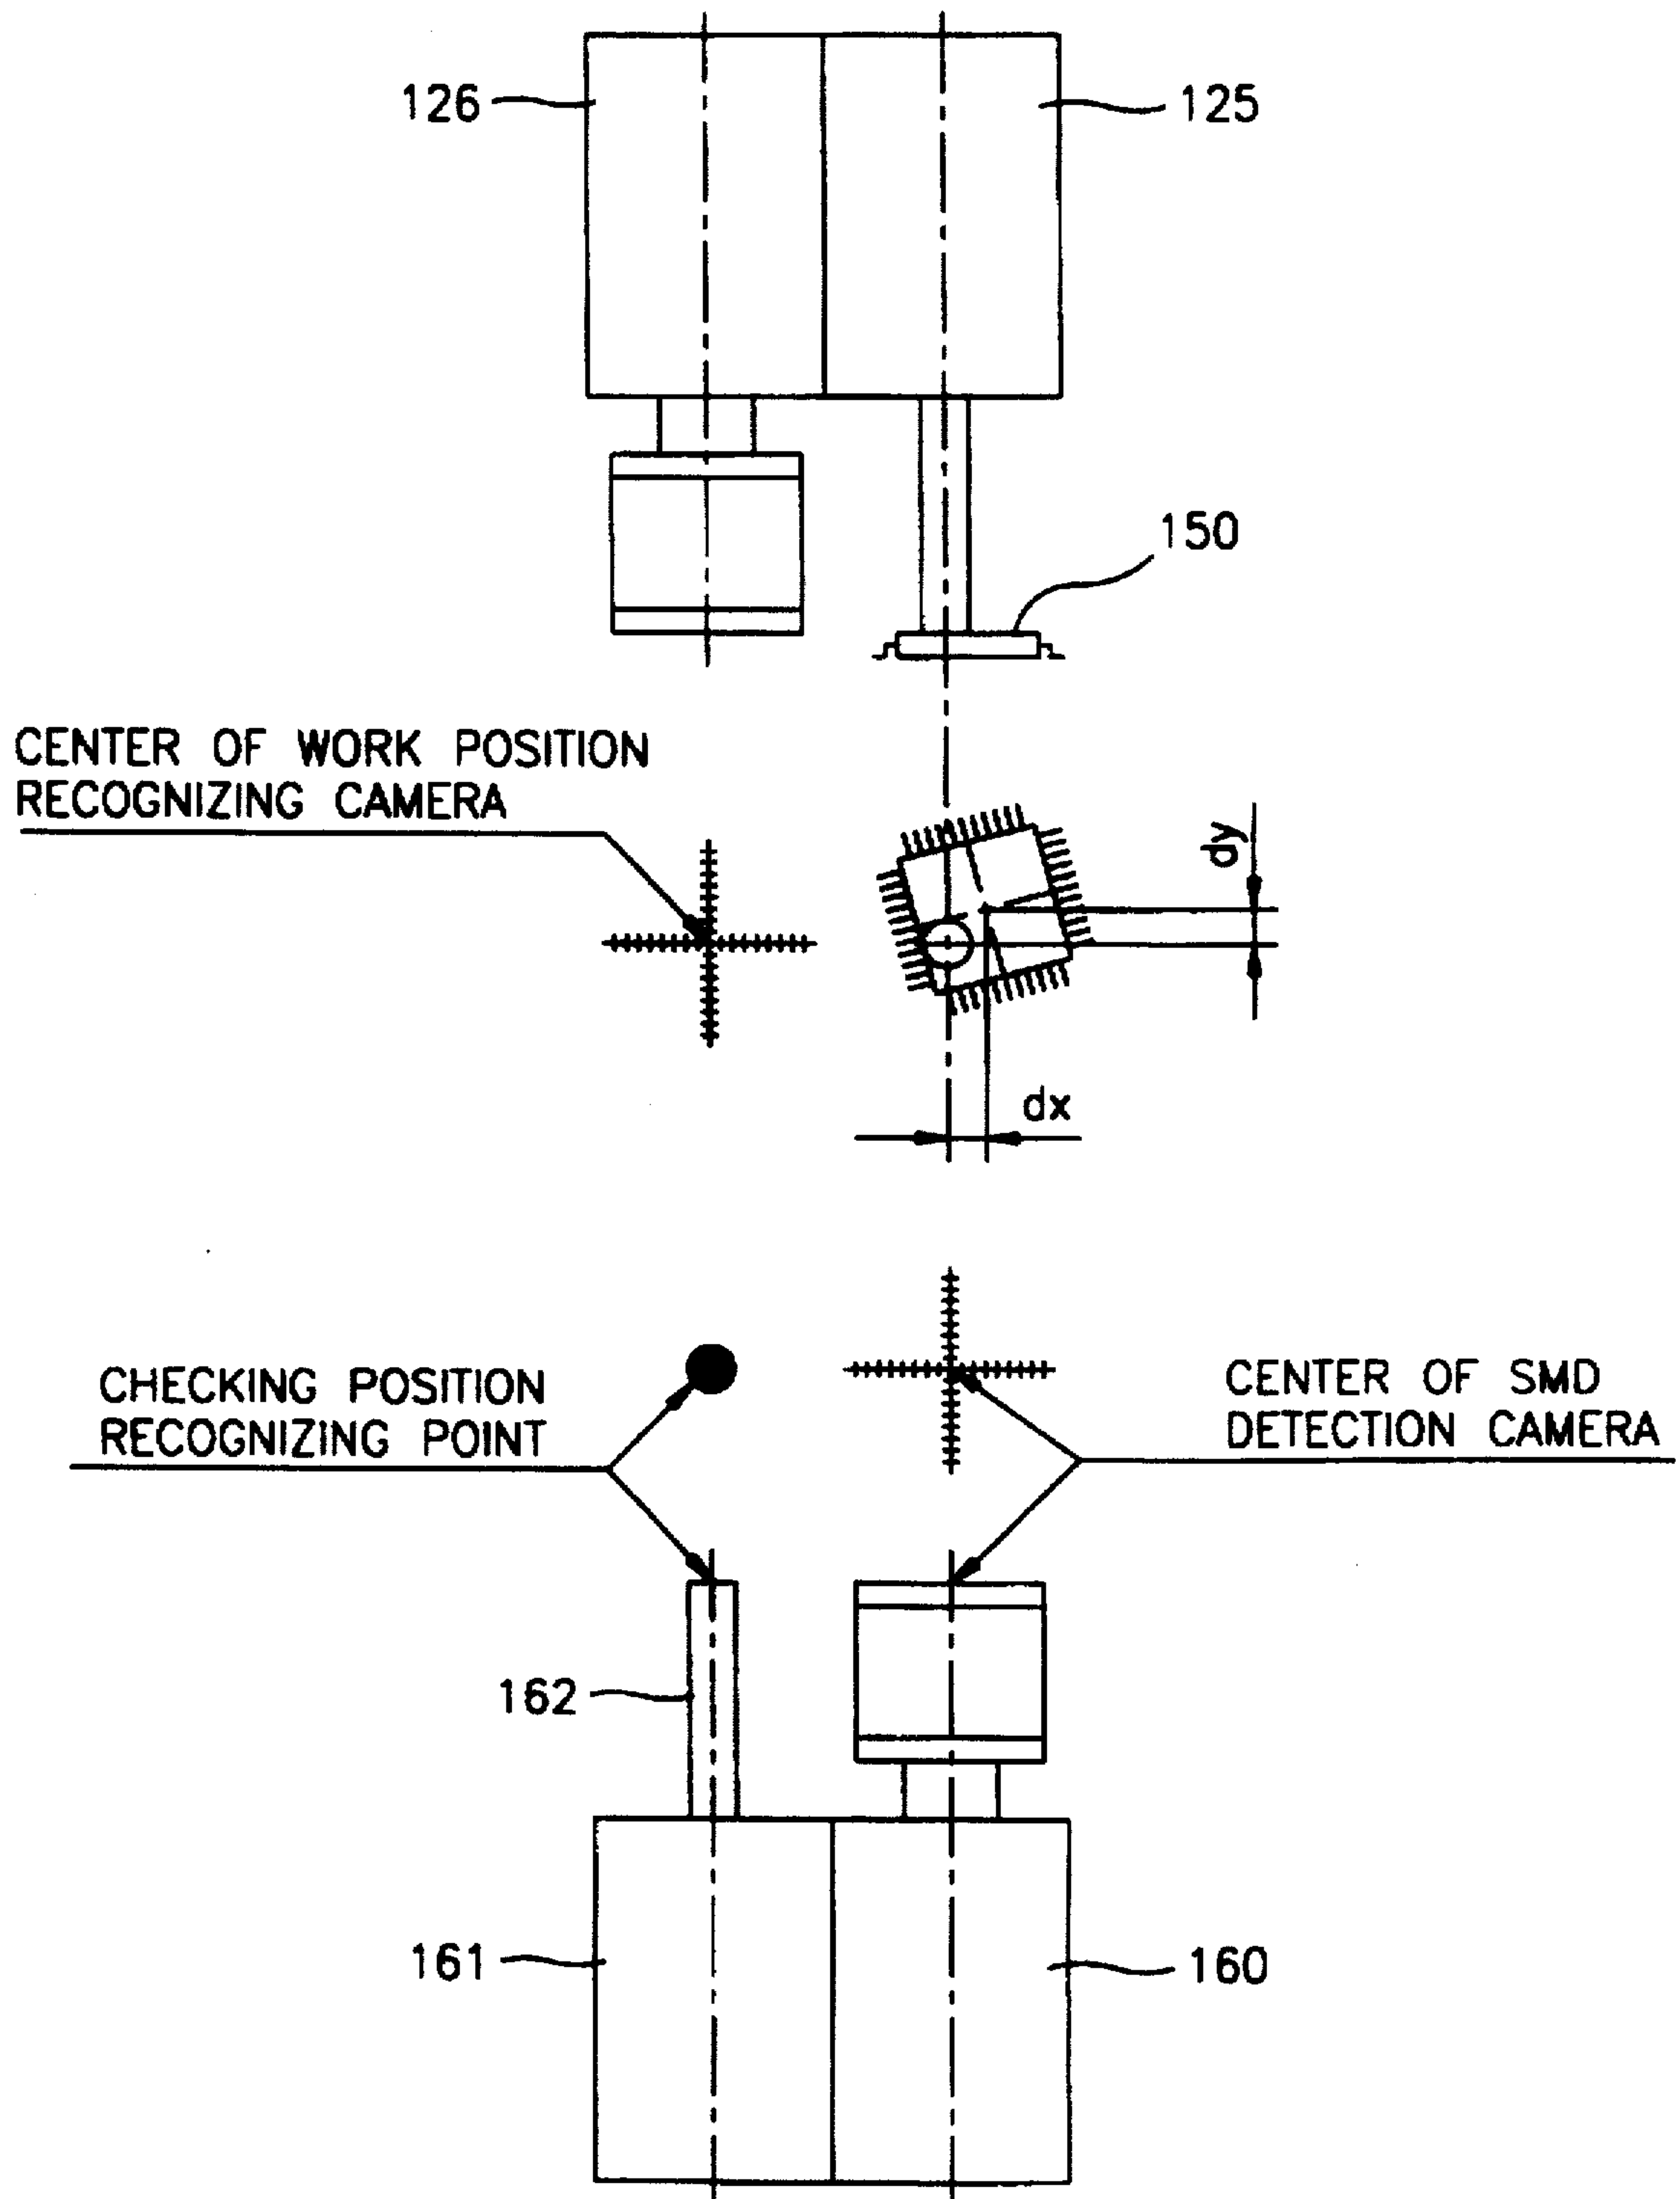 126
125
150
CENTER OF WORK POSITION
RECOGNIZING CAMERA
dy
dx
CHECKING POSITION
RECOGNIZING POINT
CENTER OF SMD
DETECTION CAMERA
162
161
160